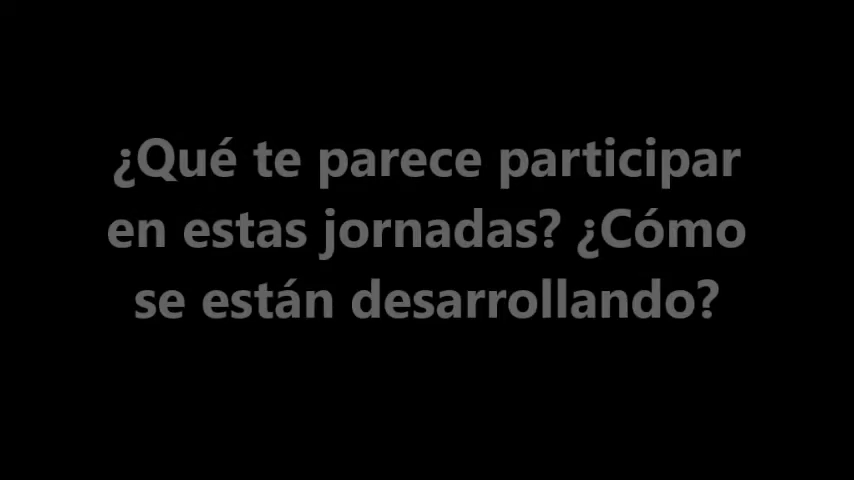 ¿Qué te parece participar
en estas jornadas? ¿Cómo
se están desarrollando?